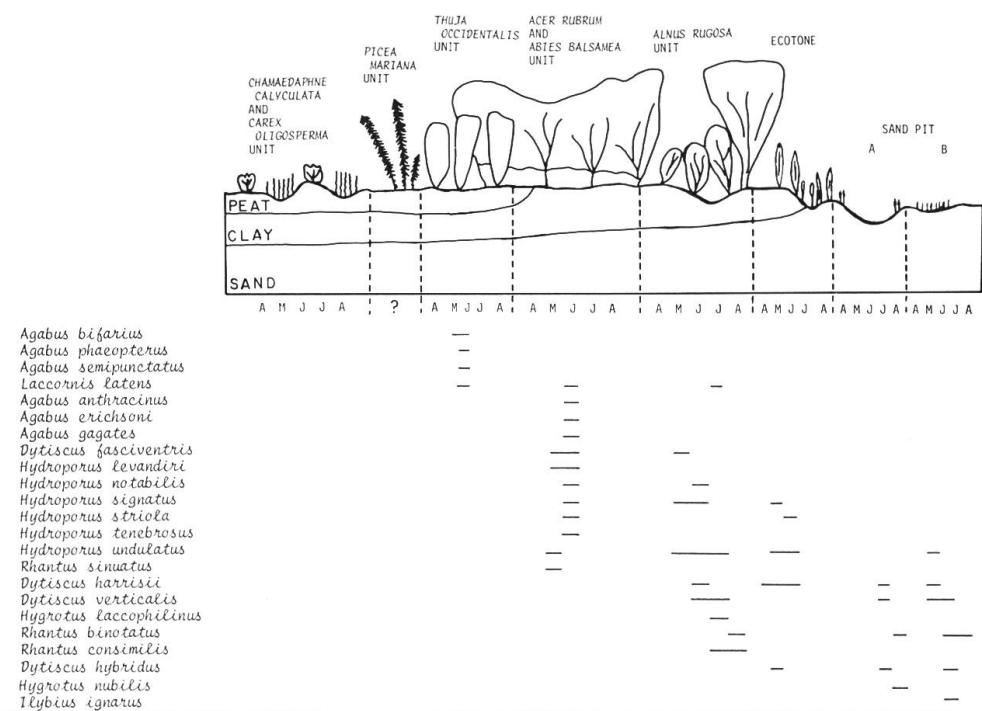 THUJA
OCCIDENTALIS
UNIT
ACER RUBRUM
AND
ABIES BALSAMEA
UNIT
ALNUS RUGOSA
UNIT
ECOTONE
PICEA
MARIANA
UNIT
CHAMAEDAPHNE
CALYCULATA
AND
CAREX
OLIGOSPERMA
UNIT
SAND PIT
A B
PEAT
CLAY
SAND
A M J J A ? A M J J A A M J J A A M J J A A M J J A A M J J A A M J J A
Agabus bifarius
Agabus phaeopterus
Agabus semipunctatus
Laccornis latens
Agabus anthracinus
Agabus erichsoni
Agabus gagates
Dytiscus fasciventris
Hydroporus levandiri
Hydroporus notabilis
Hydroporus signatus
Hydroporus striola
Hydroporus tenebrosus
Hydroporus undulatus
Rhantus sinuatus
Dytiscus harrisii
Dytiscus verticalis
Hygrotus laccophilinus
Rhantus binotatus
Rhantus consimilis
Dytiscus hybridus
Hygrotus nubilis
Ilybius ignarus